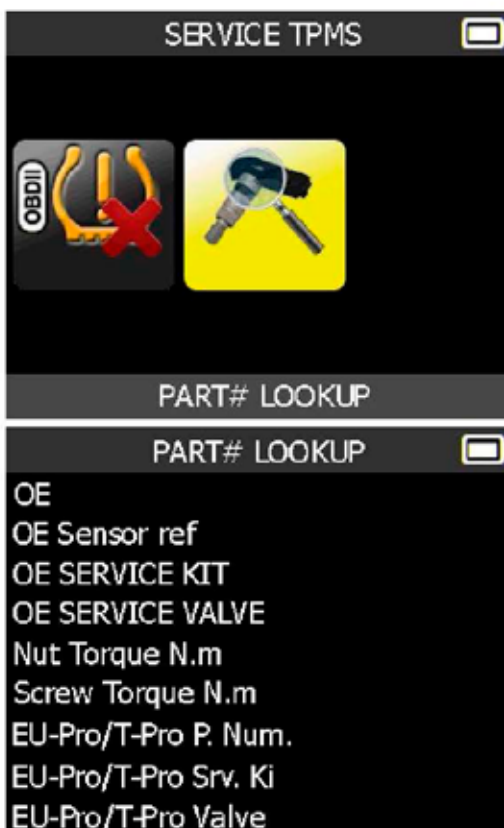 SERVICE TPMS
OBDII
PART# LOOKUP
PART# LOOKUP
OE
OE Sensor ref
OE SERVICE KIT
OE SERVICE VALVE
Nut Torque N.m
Screw Torque N.m
EU-Pro/T-Pro P. Num.
EU-Pro/T-Pro Srv. Ki
EU-Pro/T-Pro Valve